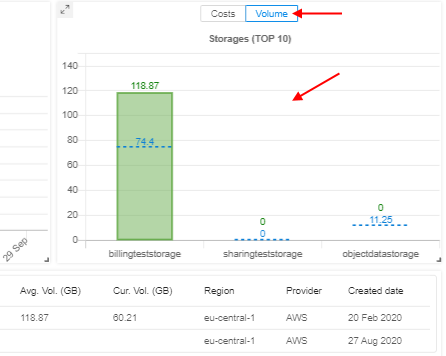 Costs Volume
Storages (TOP 10)
140
120
100
80
60
40
20
0
118.87
74.4
0
0
0
11.25
billingteststorage sharingteststorage objectdatastorage
29 Sep
Avg. Vol. (GB) Cur. Vol. (GB) Region Provider Created date
118.87 60.21 eu-central-1 AWS 20 Feb 2020
eu-central-1 AWS 27 Aug 2020